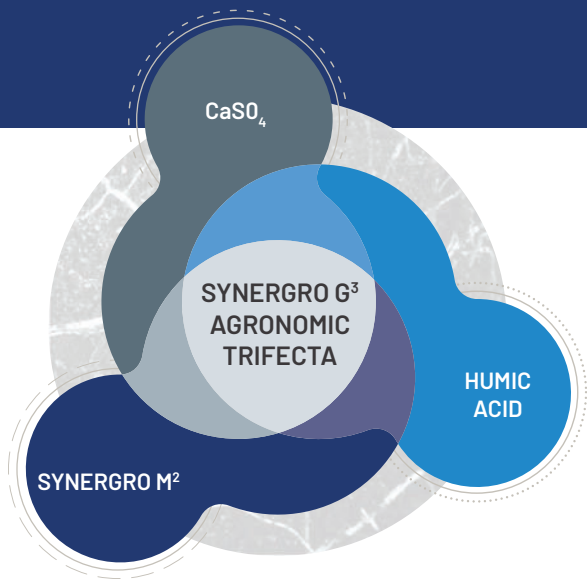 CaSO₄
SYNERGRO G³
AGRONOMIC
TRIFECTA
HUMIC
ACID
SYNERGRO M²